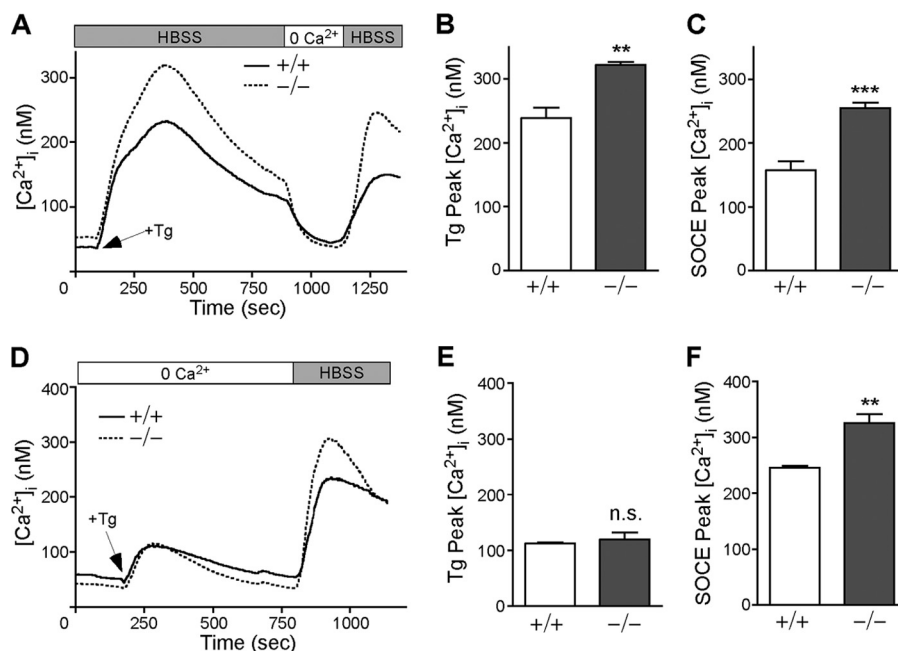 A
HBSS
0 Ca²⁺
HBSS
+/+
−/−
[Ca²⁺]ᵢ (nM)
300
200
100
0
+Tg
0
250
500
750
1000
1250
Time (sec)
B
Tg Peak [Ca²⁺]ᵢ (nM)
300
200
100
0
**
+/+
−/−
C
SOCE Peak [Ca²⁺]ᵢ (nM)
300
200
100
0
***
+/+
−/−
D
0 Ca²⁺
HBSS
+/+
−/−
[Ca²⁺]ᵢ (nM)
400
300
200
100
0
+Tg
0
250
500
750
1000
Time (sec)
E
Tg Peak [Ca²⁺]ᵢ (nM)
400
300
200
100
0
n.s.
+/+
−/−
F
SOCE Peak [Ca²⁺]ᵢ (nM)
400
300
200
100
0
**
+/+
−/−